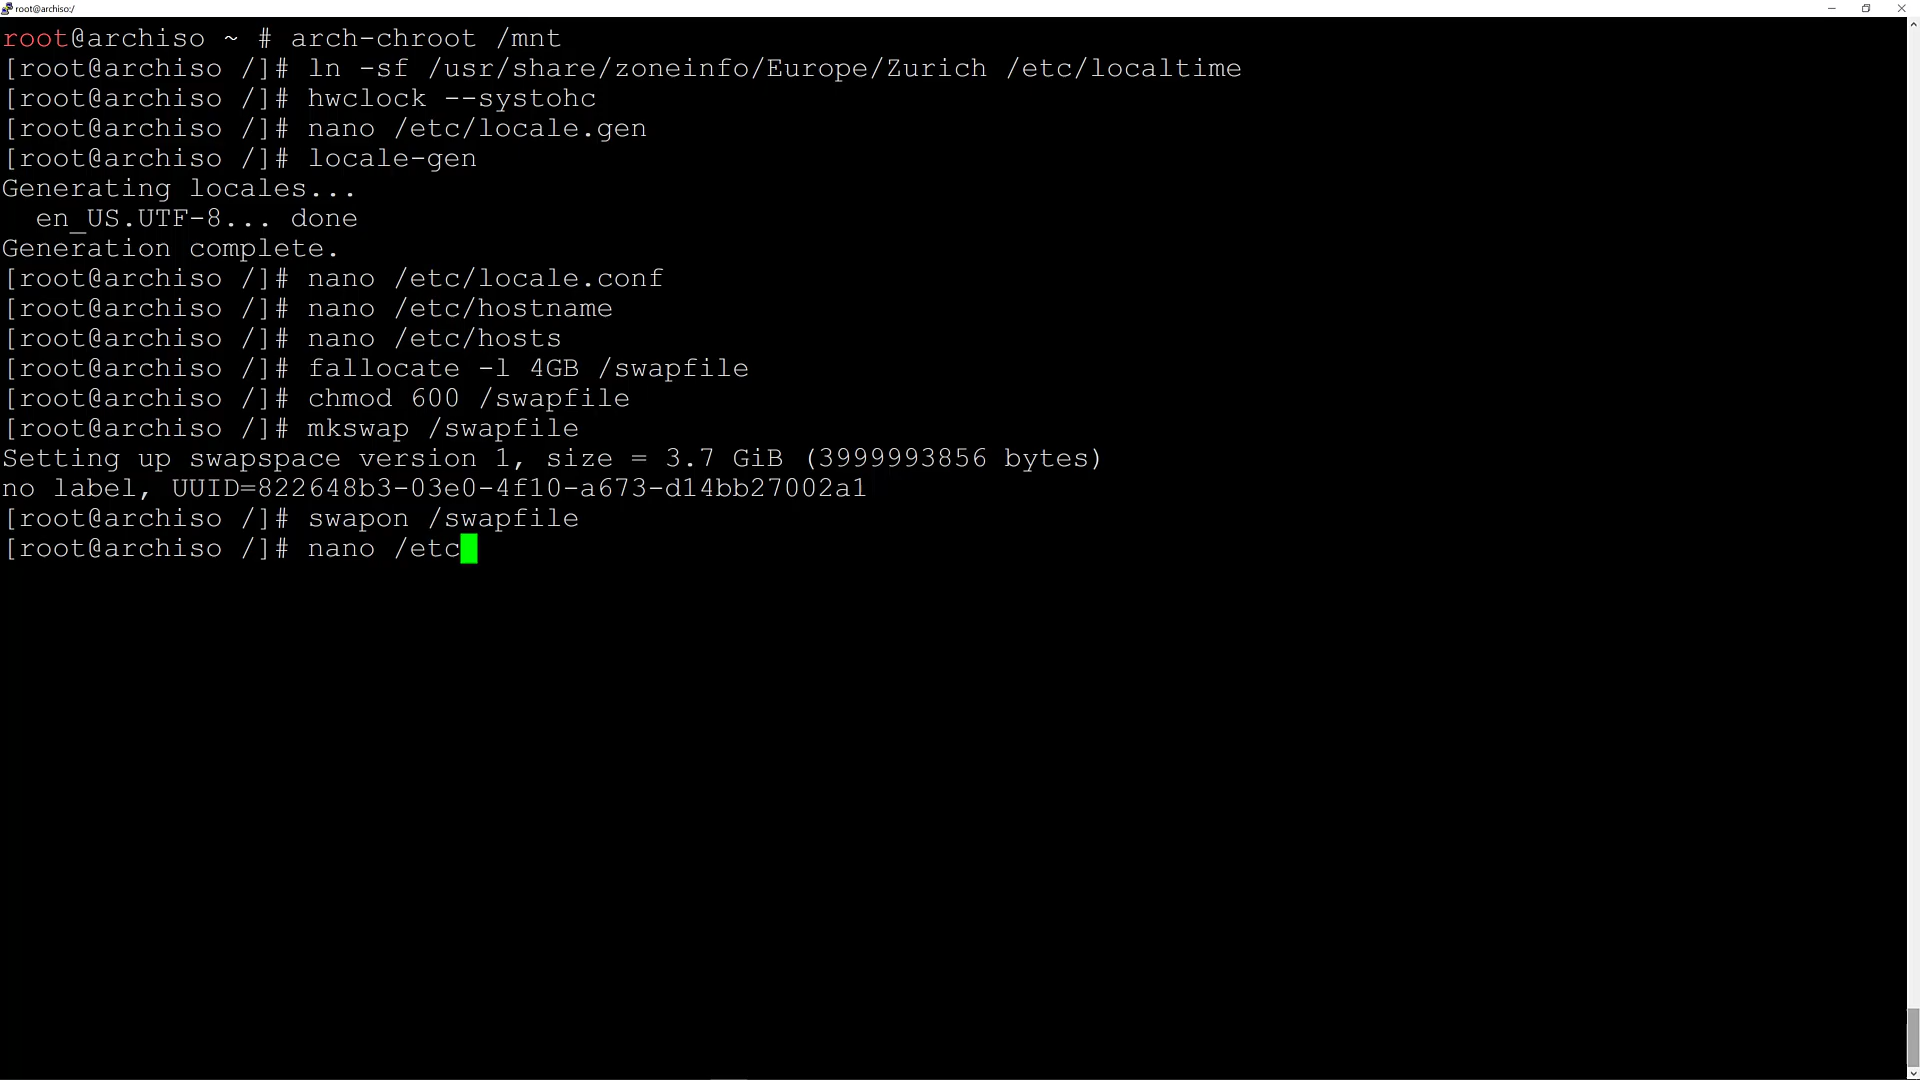 root@archiso:/
root@archiso ~ # arch-chroot /mnt
[root@archiso /]# ln -sf /usr/share/zoneinfo/Europe/Zurich /etc/localtime
[root@archiso /]# hwclock --systohc
[root@archiso /]# nano /etc/locale.gen
[root@archiso /]# locale-gen
Generating locales...
  en_US.UTF-8... done
Generation complete.
[root@archiso /]# nano /etc/locale.conf
[root@archiso /]# nano /etc/hostname
[root@archiso /]# nano /etc/hosts
[root@archiso /]# fallocate -l 4GB /swapfile
[root@archiso /]# chmod 600 /swapfile
[root@archiso /]# mkswap /swapfile
Setting up swapspace version 1, size = 3.7 GiB (3999993856 bytes)
no label, UUID=822648b3-03e0-4f10-a673-d14bb27002a1
[root@archiso /]# swapon /swapfile
[root@archiso /]# nano /etc